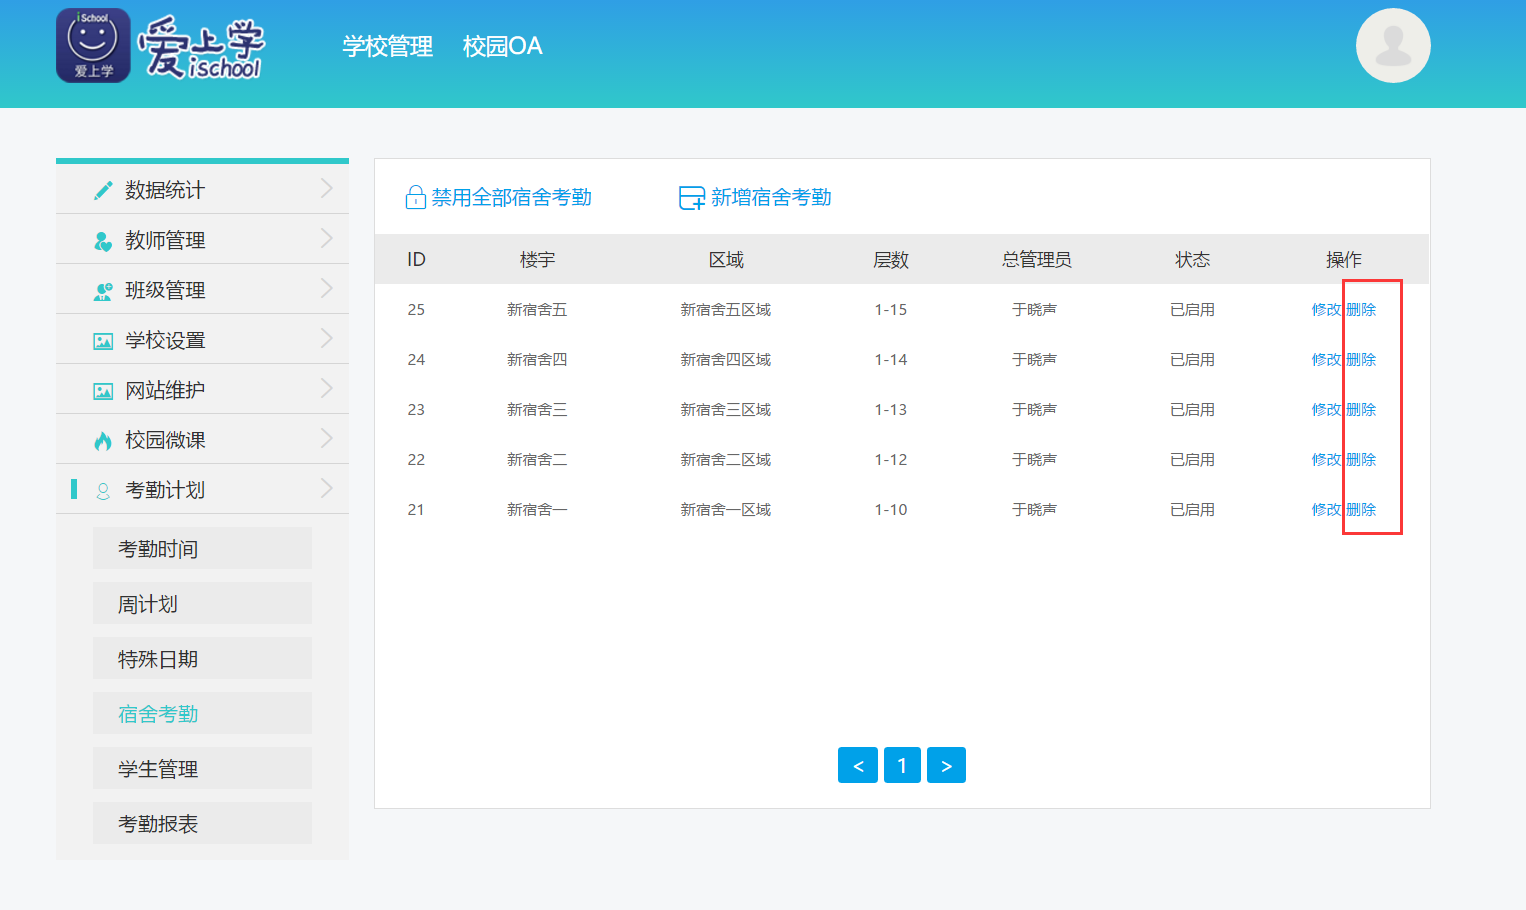 iSchool
爱上学
爱上学
ischool
学校管理 校园OA
数据统计
教师管理
班级管理
学校设置
网站维护
校园微课
考勤计划
考勤时间
周计划
特殊日期
宿舍考勤
学生管理
考勤报表
禁用全部宿舍考勤 新增宿舍考勤
ID 楼宇 区域 层数 总管理员 状态 操作
25 新宿舍五 新宿舍五区域 1-15 于晓声 已启用 修改 删除
24 新宿舍四 新宿舍四区域 1-14 于晓声 已启用 修改 删除
23 新宿舍三 新宿舍三区域 1-13 于晓声 已启用 修改 删除
22 新宿舍二 新宿舍二区域 1-12 于晓声 已启用 修改 删除
21 新宿舍一 新宿舍一区域 1-10 于晓声 已启用 修改 删除
< 1 >